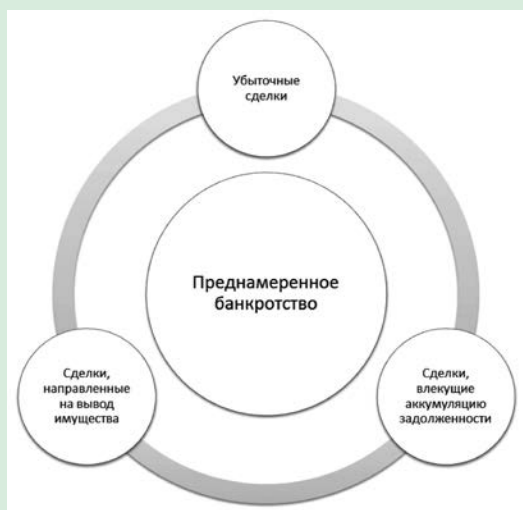 Убыточные
сделки
Преднамеренное
банкротство
Сделки,
направленные
на вывод
имущества
Сделки,
влекущие
аккумуляцию
задолженности